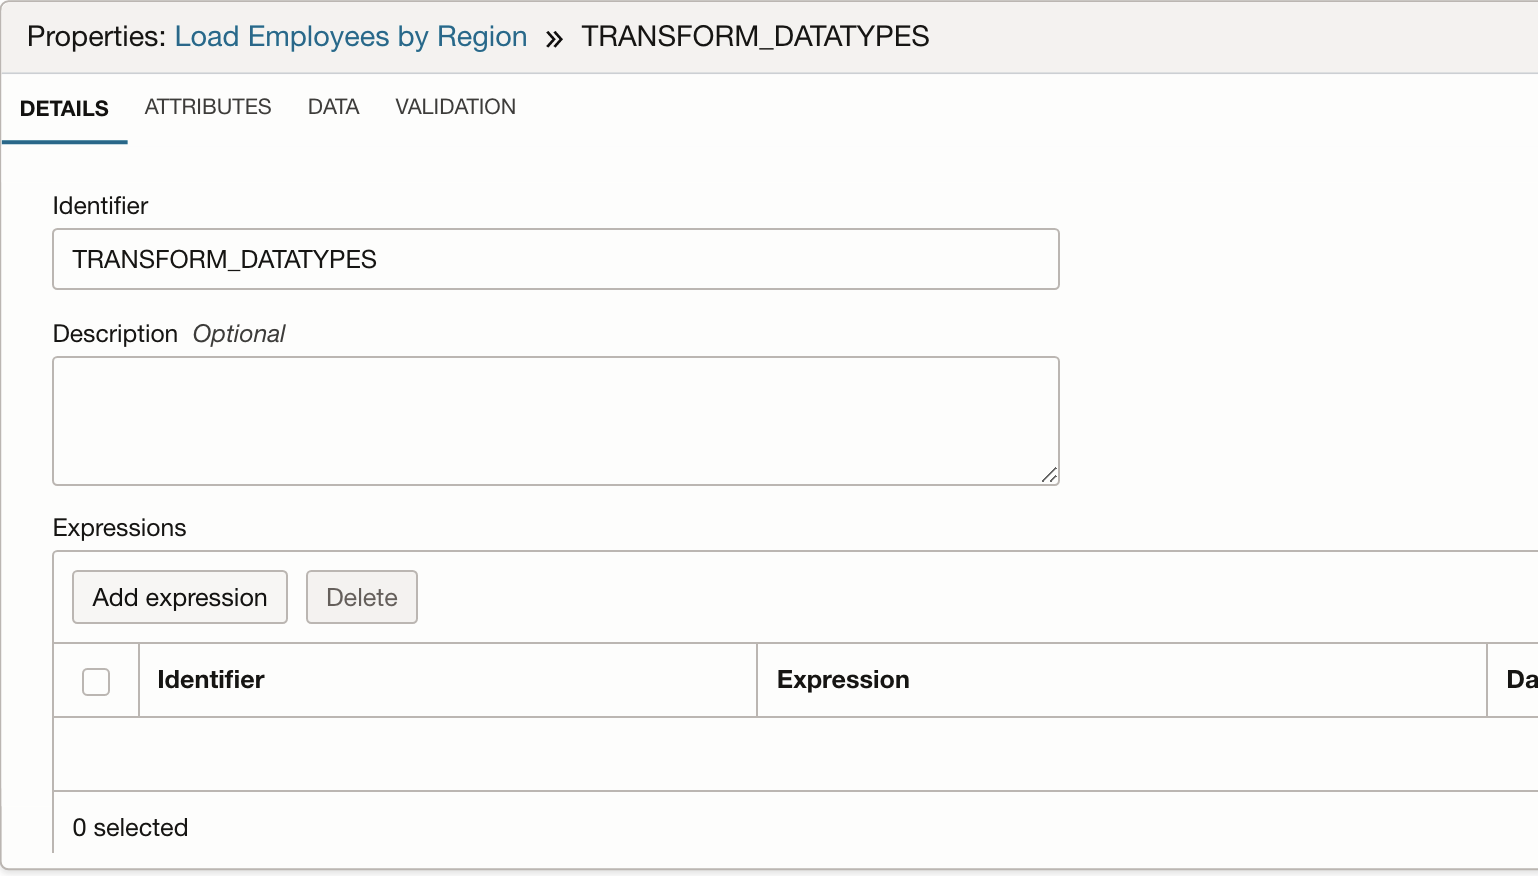 Properties: Load Employees by Region » TRANSFORM_DATATYPES
DETAILS ATTRIBUTES DATA VALIDATION
Identifier
TRANSFORM_DATATYPES
Description Optional
Expressions
Add expression Delete
Identifier Expression Da
0 selected